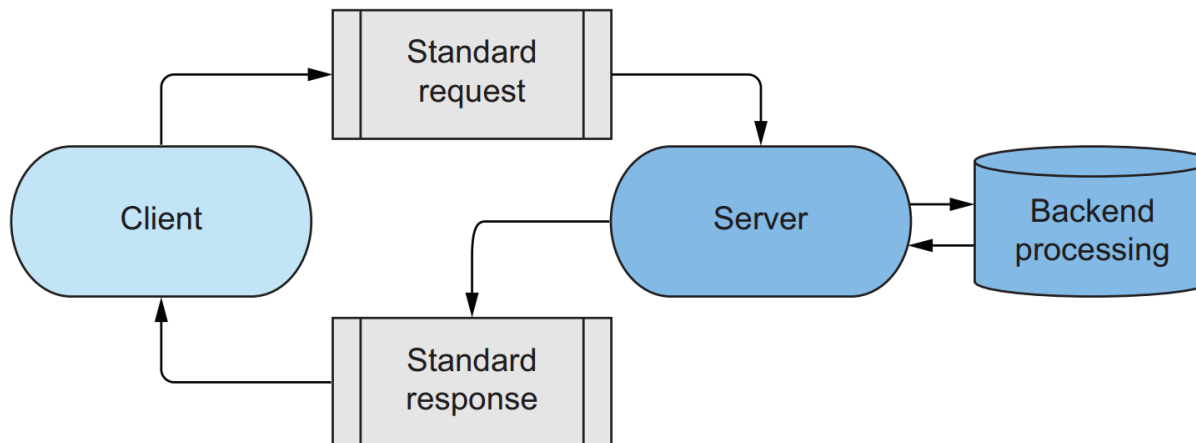 Standard
request
Client
Server
Backend
processing
Standard
response